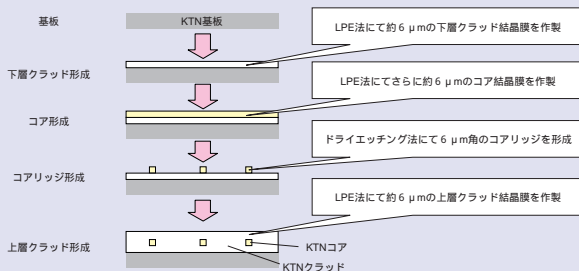 基板
KTN基板
LPE法にて約6μmの下層クラッド結晶膜を作製
下層クラッド形成
LPE法にてさらに約6μmのコア結晶膜を作製
コア形成
ドライエッチング法にて6μm角のコアリッジを形成
コアリッジ形成
LPE法にて約6μmの上層クラッド結晶膜を作製
上層クラッド形成
KTNコア
KTNクラッド